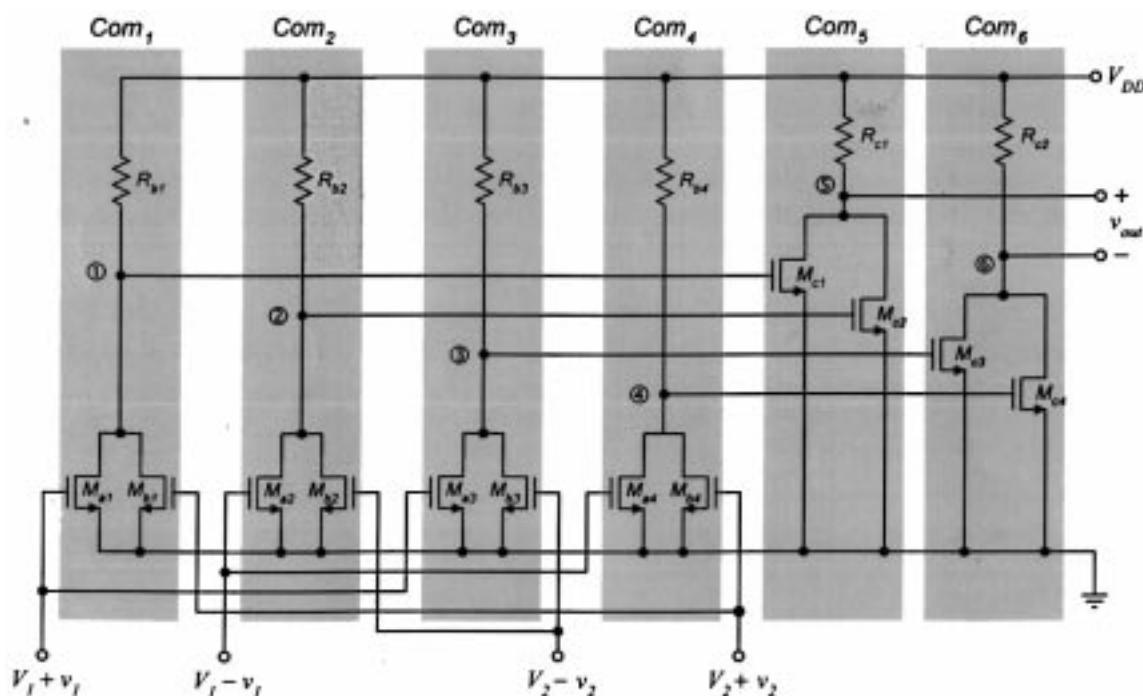 Com1 Com2 Com3 Com4 Com5 Com6
VDD
Rc1 Rc2
Rb1 Rb2 Rb3 Rb4
⑤ +
vout
⑥ −
① Mc1
② Mc2
③ Mc3
④ Mc4
Ma1 Mb1 Ma2 Mb2 Ma3 Mb3 Ma4 Mb4
V1 + v1 V1 − v1 V2 − v2 V2 + v2